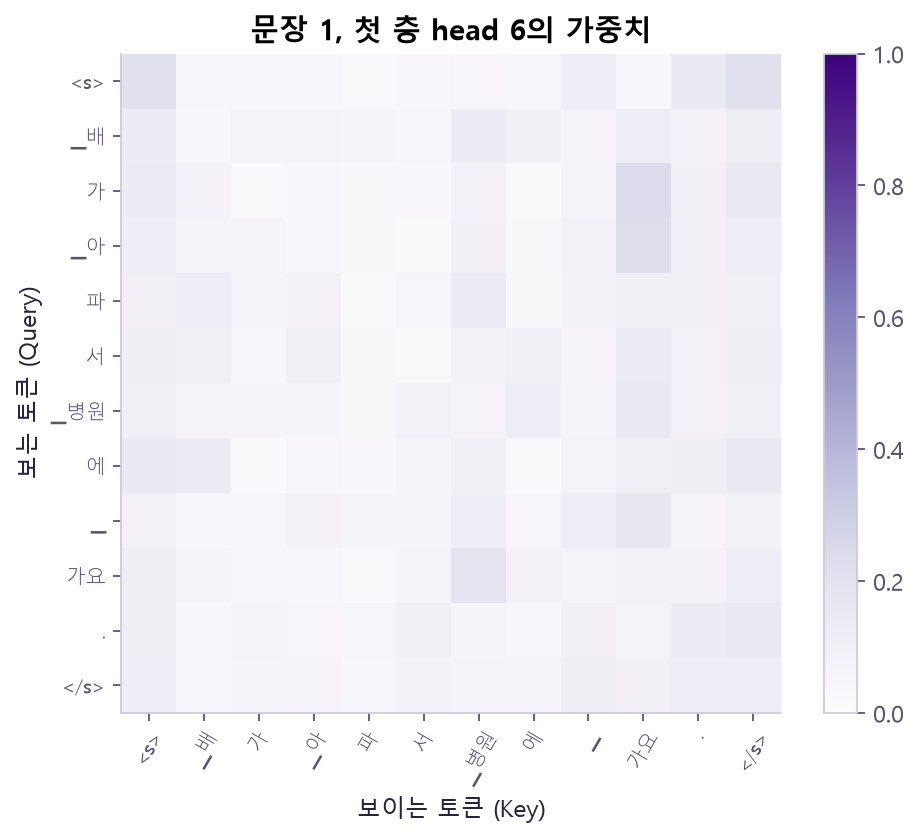 문장 1, 첫 층 head 6의 가중치
보는 토큰 (Query)
<s>
▁배
가
▁아
파
서
▁병원
에
▁
가요
.
</s>
<s>
▁배
가
▁아
파
서
▁병원
에
▁
가요
.
</s>
보이는 토큰 (Key)
1.0
0.8
0.6
0.4
0.2
0.0